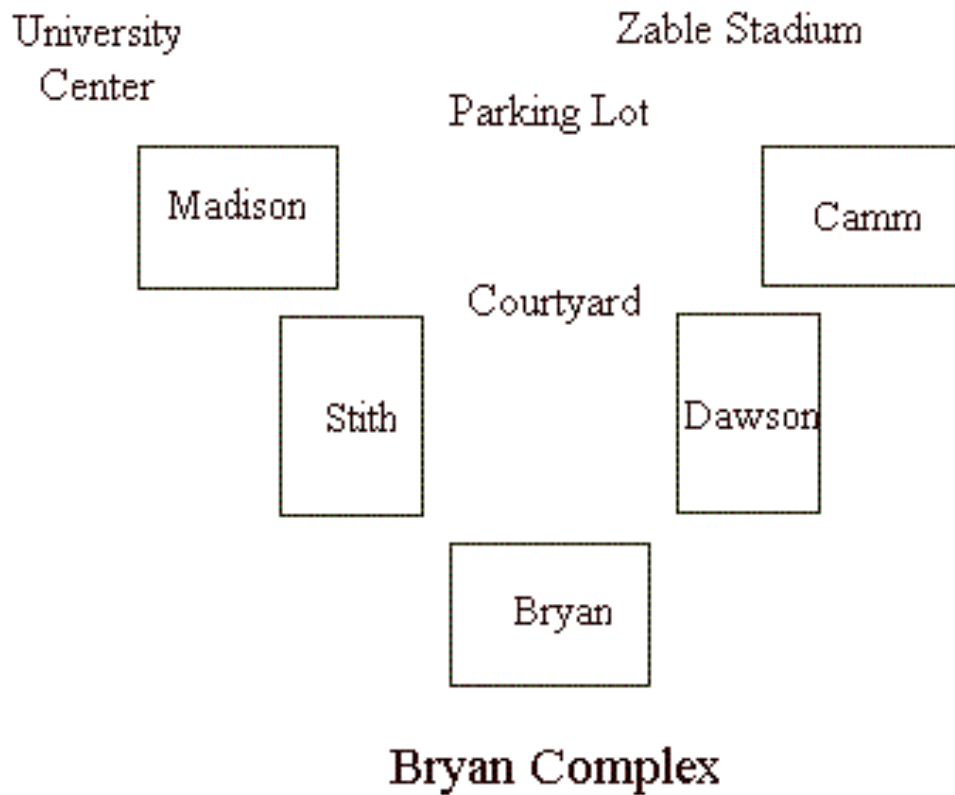 University
Center
Zable Stadium
Parking Lot
Madison
Camm
Courtyard
Stith
Dawson
Bryan
Bryan Complex